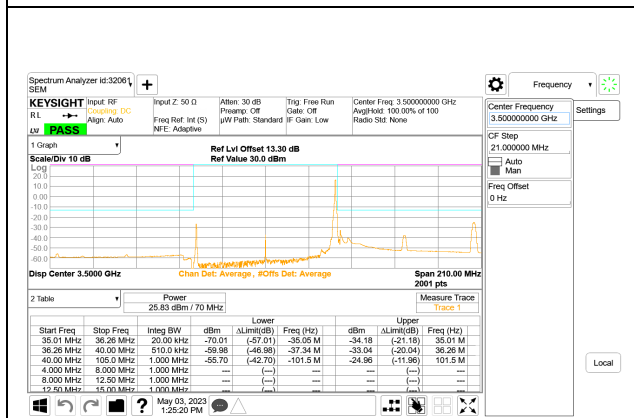 Spectrum Analyzer id:32061
SEM
+
Frequency
KEYSIGHT
R L
LXI PASS
Input: RF
Coupling: DC
Align: Auto
Input Z: 50 Ω
Freq Ref: Int (S)
NFE: Adaptive
Atten: 30 dB
Preamp: Off
µW Path: Standard
Trig: Free Run
Gate: Off
IF Gain: Low
Center Freq: 3.500000000 GHz
Avg|Hold: 100.00% of 100
Radio Std: None
Center Frequency
3.500000000 GHz
Settings
CF Step
21.000000 MHz
Auto
Man
Freq Offset
0 Hz
Local
1 Graph
Scale/Div 10 dB
Ref Lvl Offset 13.30 dB
Ref Value 30.0 dBm
Log
20.0
10.0
0.00
-10.0
-20.0
-30.0
-40.0
-50.0
-60.0
Disp Center 3.5000 GHz
Chan Det: Average , #Offs Det: Average
Span 210.00 MHz
2001 pts
2 Table
Power
25.83 dBm / 70 MHz
Measure Trace
Trace 1
Lower Upper
Start Freq Stop Freq Integ BW dBm ΔLimit(dB) Freq (Hz) dBm ΔLimit(dB) Freq (Hz)
35.01 MHz 36.26 MHz 20.00 kHz -70.01 (-57.01) -35.05 M -34.18 (-21.18) 35.01 M
36.26 MHz 40.00 MHz 510.0 kHz -59.98 (-46.98) -37.34 M -33.04 (-20.04) 36.26 M
40.00 MHz 105.0 MHz 1.000 MHz -55.70 (-42.70) -101.5 M -24.96 (-11.96) 101.5 M
4.000 MHz 8.000 MHz 1.000 MHz --- (---) --- (---)
8.000 MHz 12.50 MHz 1.000 MHz --- (---) --- (---)
12.50 MHz 15.00 MHz 1.000 MHz --- (---) --- (---)
?
May 03, 2023
1:25:20 PM